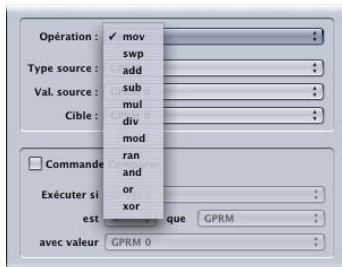 Opération : ✓ mov
swp
Type source :
add
Val. source : sub
mul
Cible : div
mod
ran
Commande
and
Exécuter si or
xor
est que GPRM
avec valeur GPRM 0